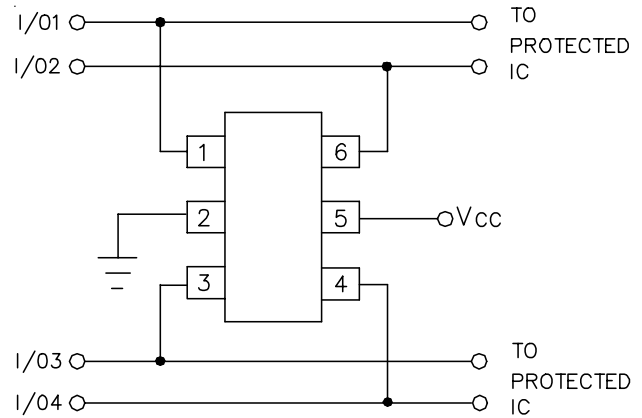 I/01
TO
PROTECTED
IC
I/02
1
6
2
5
VCC
3
4
I/03
TO
PROTECTED
IC
I/04